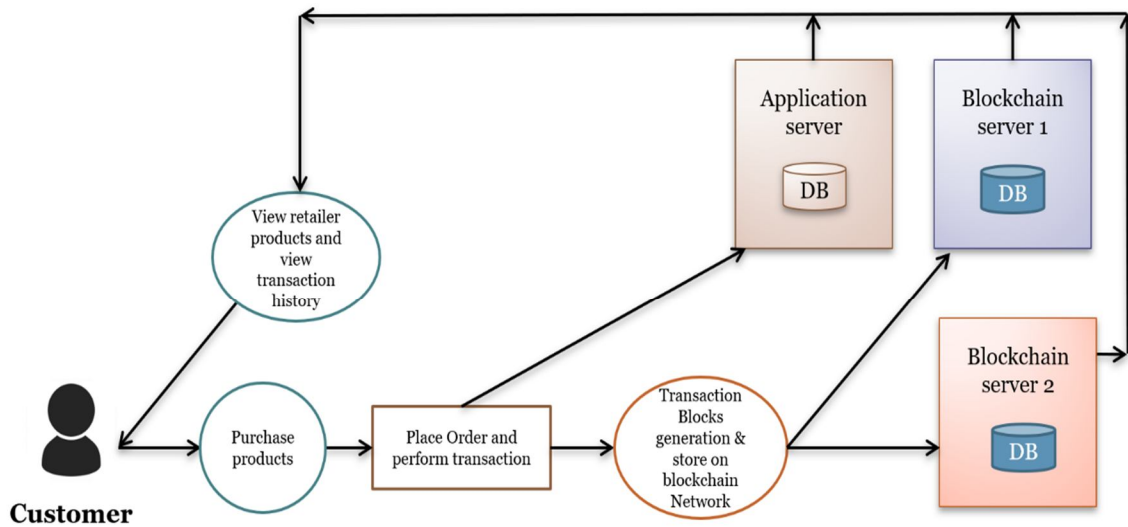 Application
server
DB
Blockchain
server 1
DB
View retailer
products and
view
transaction
history
Blockchain
server 2
DB
Transaction
Blocks
generation &
store on
blockchain
Network
Purchase
products
Place Order and
perform transaction
Customer